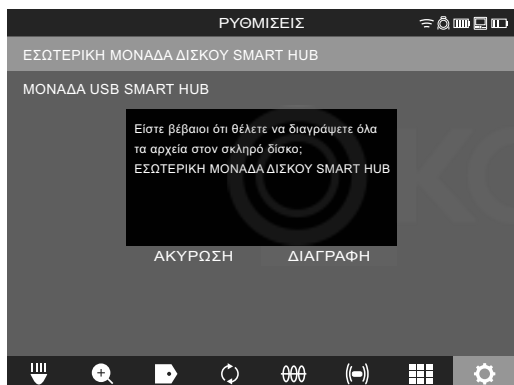 ΡΥΘΜΙΣΕΙΣ
ΕΣΩΤΕΡΙΚΗ ΜΟΝΑΔΑ ΔΙΣΚΟΥ SMART HUB
ΜΟΝΑΔΑ USB SMART HUB
Είστε βέβαιοι ότι θέλετε να διαγράψετε όλα
τα αρχεία στον σκληρό δίσκο;
ΕΣΩΤΕΡΙΚΗ ΜΟΝΑΔΑ ΔΙΣΚΟΥ SMART HUB
ΑΚΥΡΩΣΗ ΔΙΑΓΡΑΦΗ